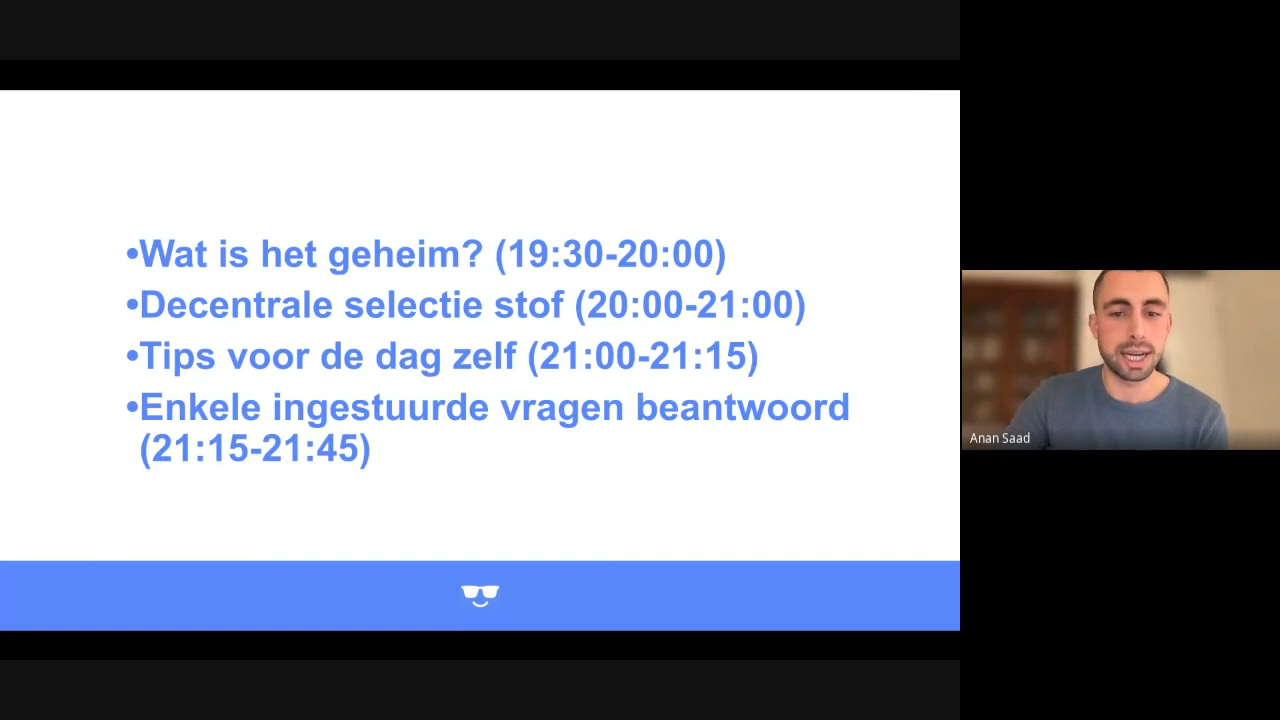 •Wat is het geheim? (19:30-20:00)
•Decentrale selectie stof (20:00-21:00)
•Tips voor de dag zelf (21:00-21:15)
•Enkele ingestuurde vragen beantwoord
(21:15-21:45)
Anan Saad